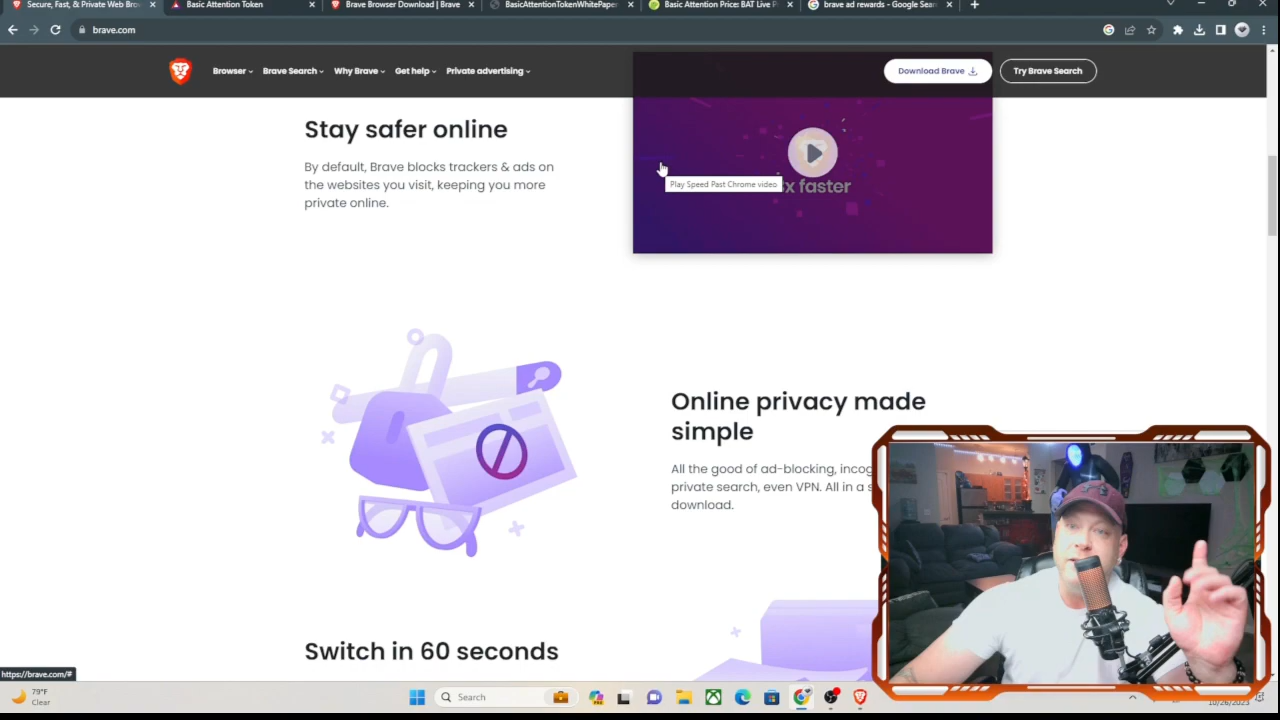 Secure, Fast, & Private Web Bro
Basic Attention Token
Brave Browser Download | Brave
BasicAttentionTokenWhitePaper
Basic Attention Price: BAT Live P
brave ad rewards - Google Sear
brave.com
Browser
Brave Search
Why Brave
Get help
Private advertising
Download Brave
Try Brave Search
Stay safer online
By default, Brave blocks trackers & ads on
the websites you visit, keeping you more
private online.
x faster
Play Speed Past Chrome video
Online privacy made
simple
All the good of ad-blocking, incog
private search, even VPN. All in a s
download.
Switch in 60 seconds
https://brave.com/#
79°F
Clear
Search
10/26/2023